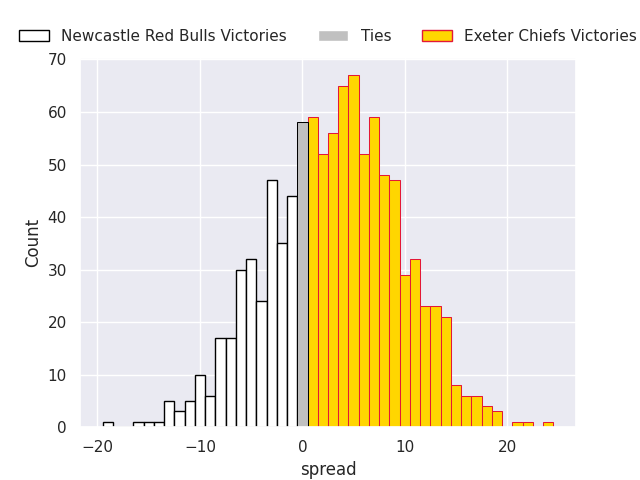 Newcastle Red Bulls Victories Ties Exeter Chiefs Victories
70
60
50
40
30
20
10
0
Count
−20 −10 0 10 20
spread